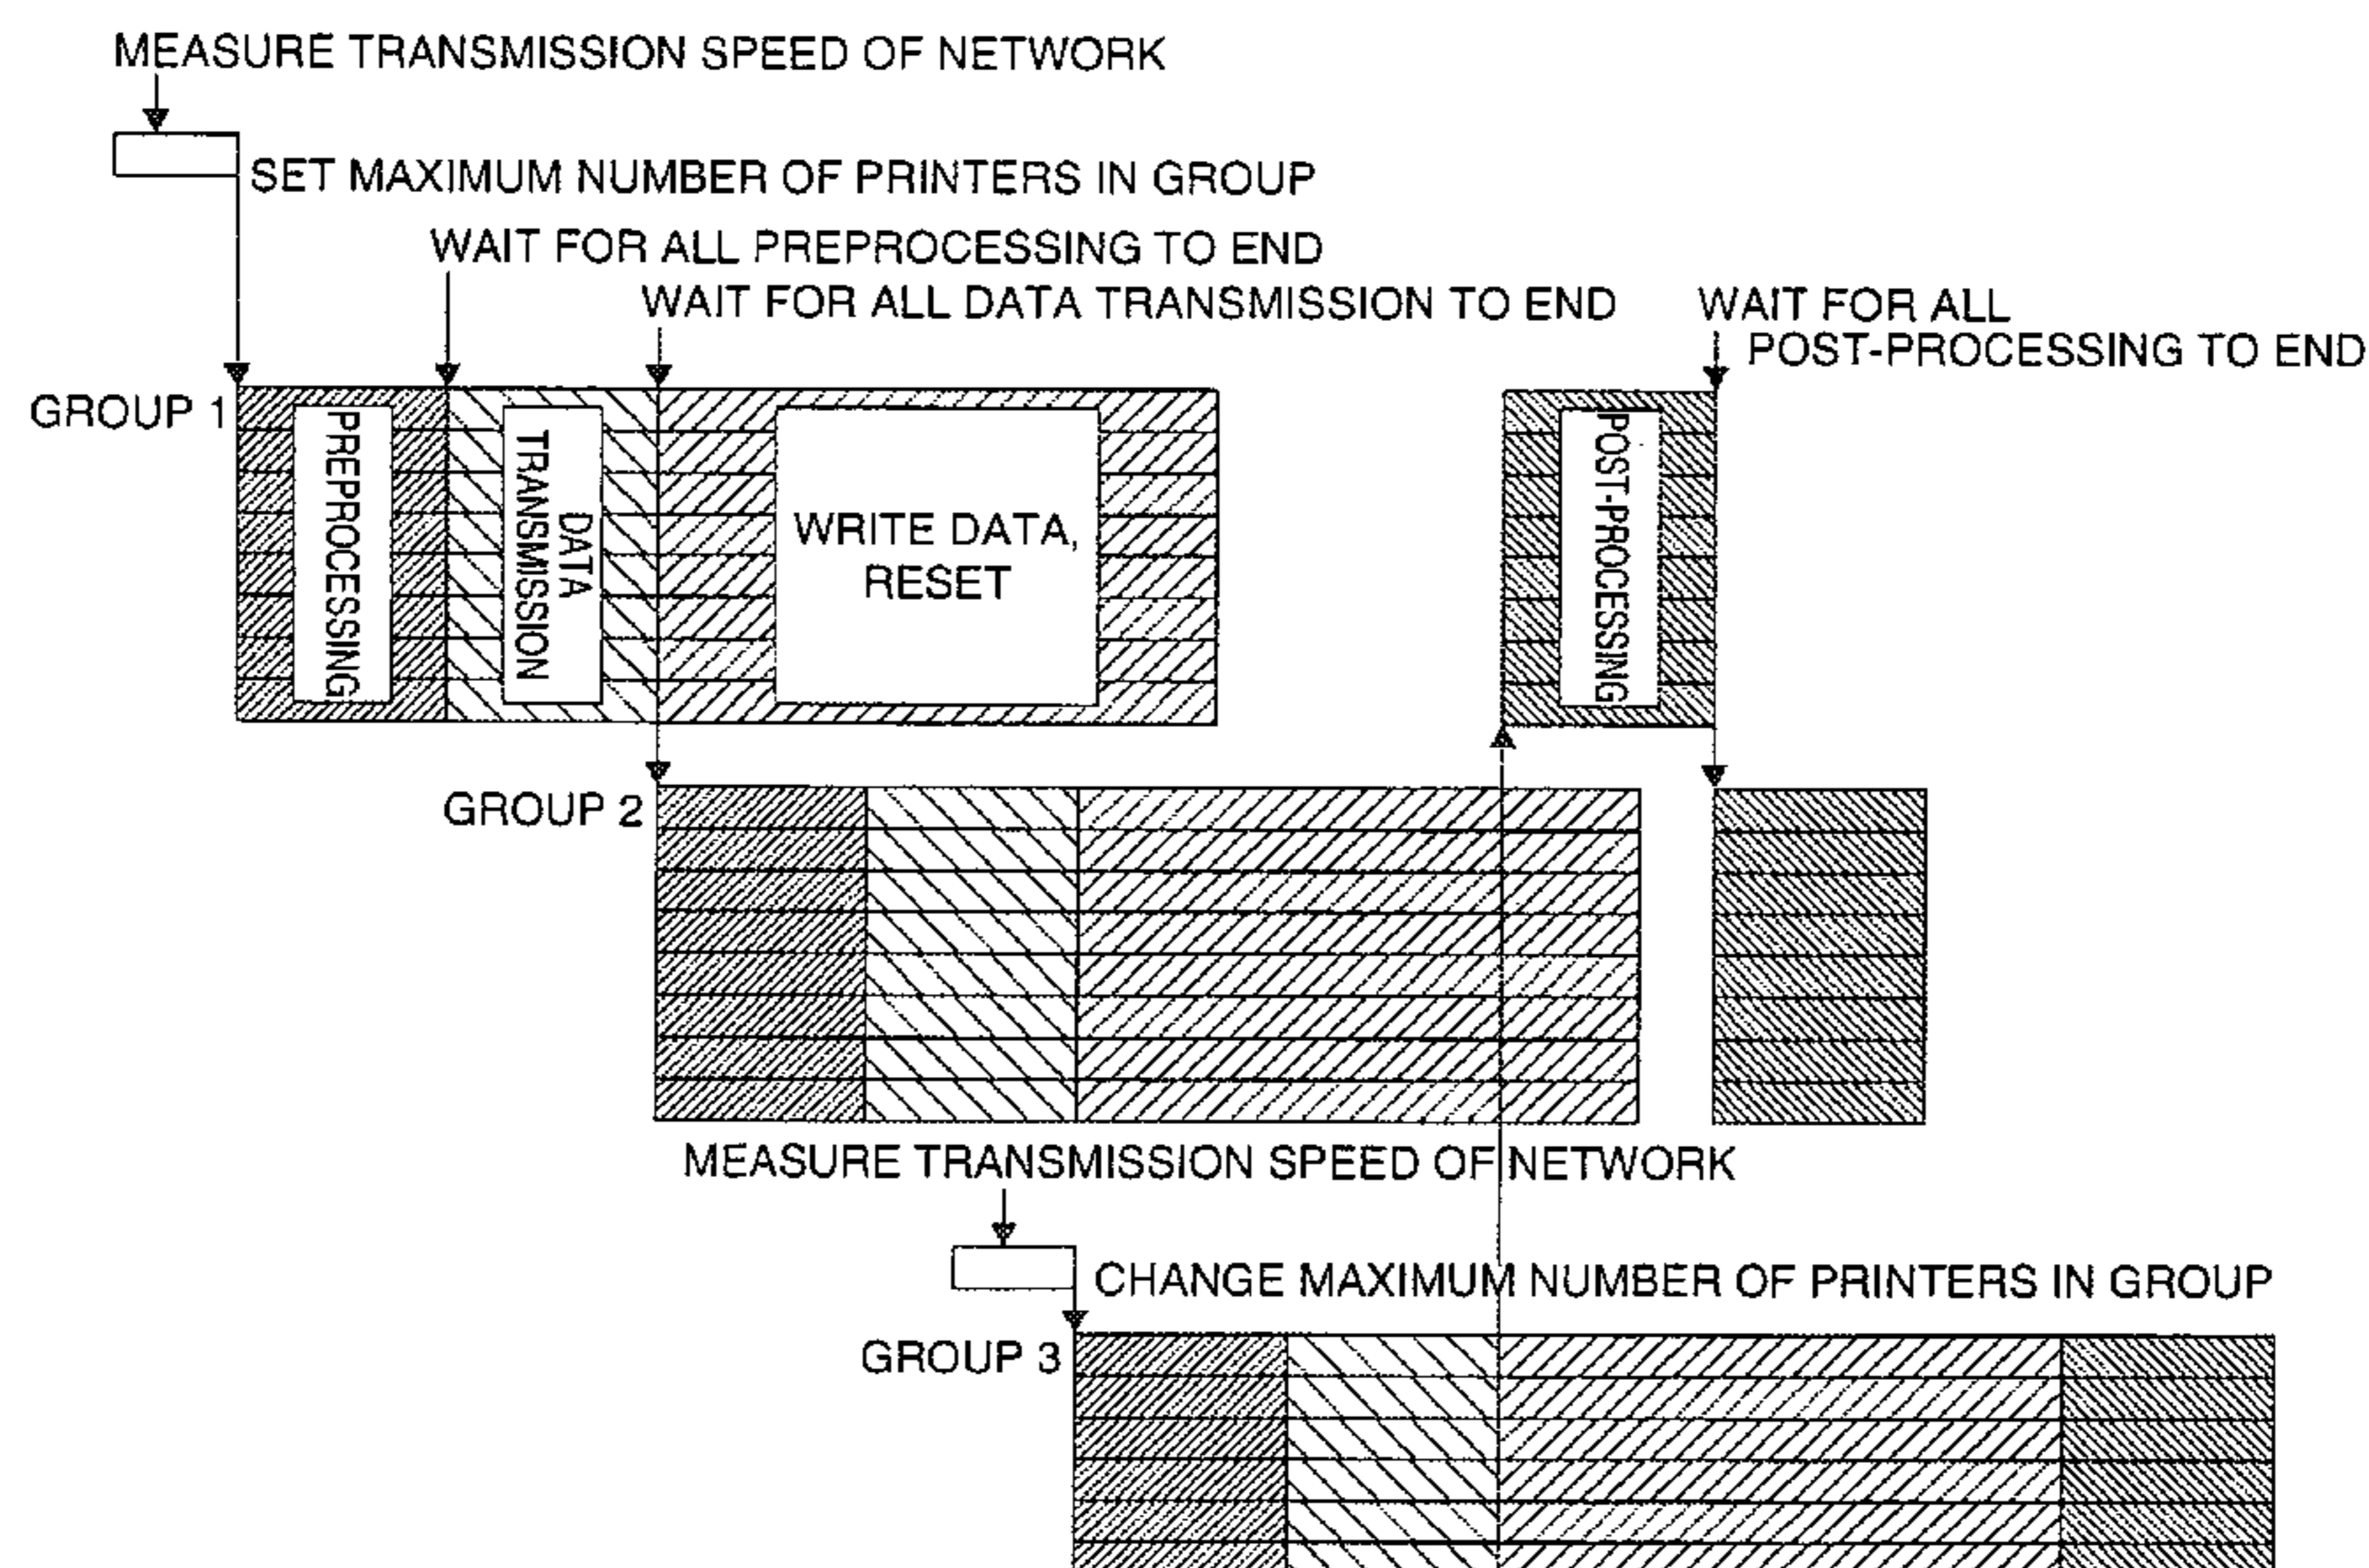 MEASURE TRANSMISSION SPEED OF NETWORK
SET MAXIMUM NUMBER OF PRINTERS IN GROUP
WAIT FOR ALL PREPROCESSING TO END
WAIT FOR ALL DATA TRANSMISSION TO END
WAIT FOR ALL
POST-PROCESSING TO END
GROUP 1
PREPROCESSING
DATA
TRANSMISSION
WRITE DATA,
RESET
POST-PROCESSING
GROUP 2
MEASURE TRANSMISSION SPEED OF NETWORK
CHANGE MAXIMUM NUMBER OF PRINTERS IN GROUP
GROUP 3